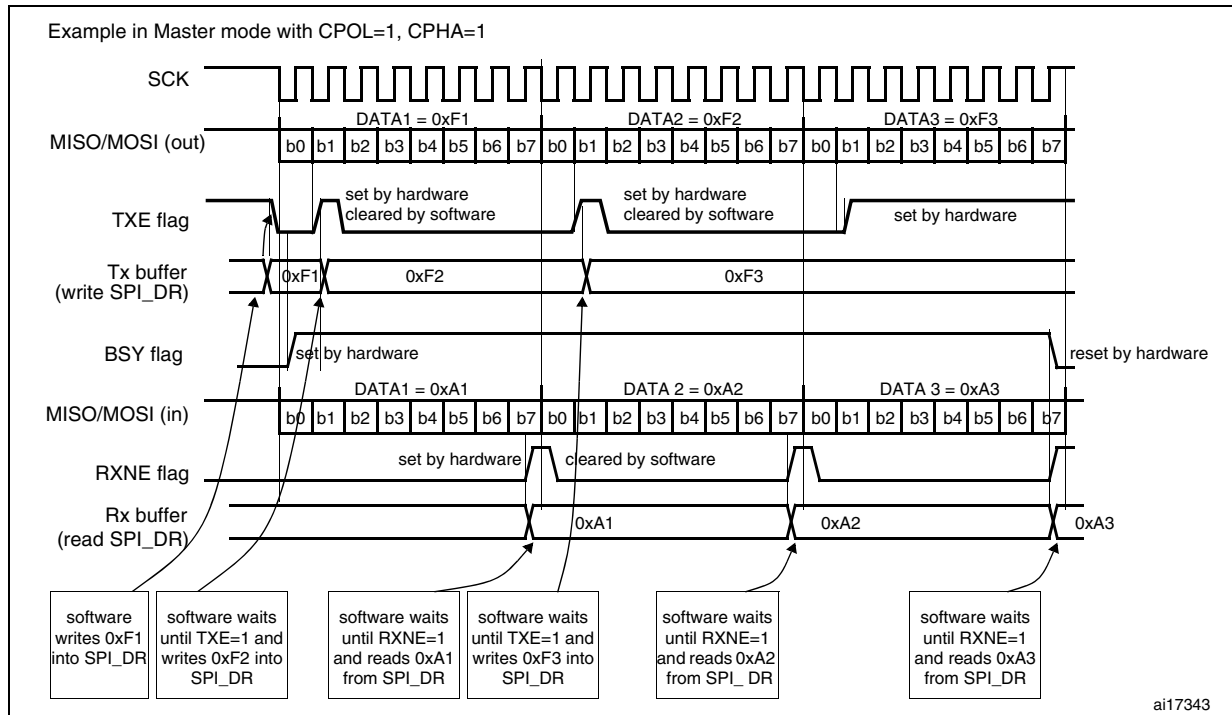 Example in Master mode with CPOL=1, CPHA=1
SCK
DATA1 = 0xF1
DATA2 = 0xF2
DATA3 = 0xF3
MISO/MOSI (out)
b0 b1 b2 b3 b4 b5 b6 b7 b0 b1 b2 b3 b4 b5 b6 b7 b0 b1 b2 b3 b4 b5 b6 b7
TXE flag
set by hardware
cleared by software
set by hardware
cleared by software
set by hardware
Tx buffer
(write SPI_DR)
0xF1
0xF2
0xF3
BSY flag
set by hardware
reset by hardware
DATA1 = 0xA1
DATA 2 = 0xA2
DATA 3 = 0xA3
MISO/MOSI (in)
b0 b1 b2 b3 b4 b5 b6 b7 b0 b1 b2 b3 b4 b5 b6 b7 b0 b1 b2 b3 b4 b5 b6 b7
RXNE flag
set by hardware
cleared by software
Rx buffer
(read SPI_DR)
0xA1
0xA2
0xA3
software
writes 0xF1
into SPI_DR
software waits
until TXE=1 and
writes 0xF2 into
SPI_DR
software waits
until RXNE=1
and reads 0xA1
from SPI_DR
software waits
until TXE=1 and
writes 0xF3 into
SPI_DR
software waits
until RXNE=1
and reads 0xA2
from SPI_ DR
software waits
until RXNE=1
and reads 0xA3
from SPI_DR
ai17343